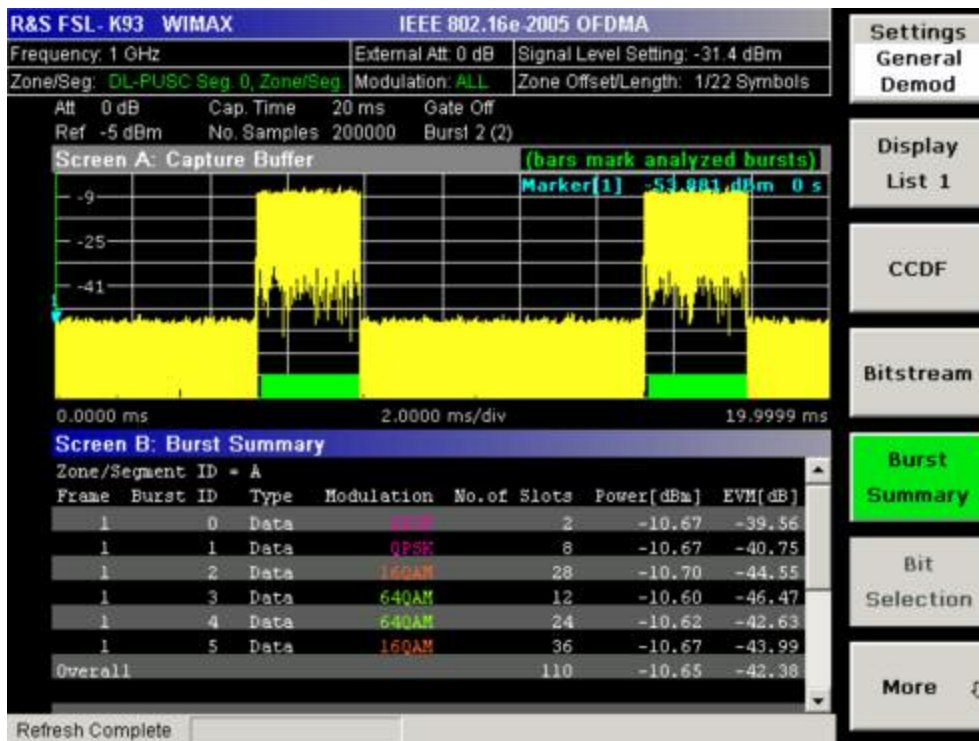 R&S FSL-K93 WIMAX IEEE 802.16e-2005 OFDMA
Frequency: 1 GHz External Att: 0 dB Signal Level Setting: -31.4 dBm
Zone/Seg: DL-PUSC Seg. 0, Zone/Seg Modulation: ALL Zone Offset/Length: 1/22 Symbols
Att 0 dB Cap. Time 20 ms Gate Off
Ref -5 dBm No. Samples 200000 Burst 2 (2)
Screen A: Capture Buffer (bars mark analyzed bursts)
Marker[1] -53.981 dBm 0 s
-9
-25
-41
0.0000 ms 2.0000 ms/div 19.9999 ms
Screen B: Burst Summary
Zone/Segment ID = A
Frame Burst ID Type Modulation No.of Slots Power[dBm] EVM[dB]
1 0 Data 2 -10.67 -39.56
1 1 Data QPSK 8 -10.67 -40.75
1 2 Data 16QAM 28 -10.70 -44.55
1 3 Data 64QAM 12 -10.60 -46.47
1 4 Data 64QAM 24 -10.62 -42.63
1 5 Data 16QAM 36 -10.67 -43.99
Overall 110 -10.65 -42.38
Refresh Complete
Settings
General
Demod
Display
List 1
CCDF
Bitstream
Burst
Summary
Bit
Selection
More